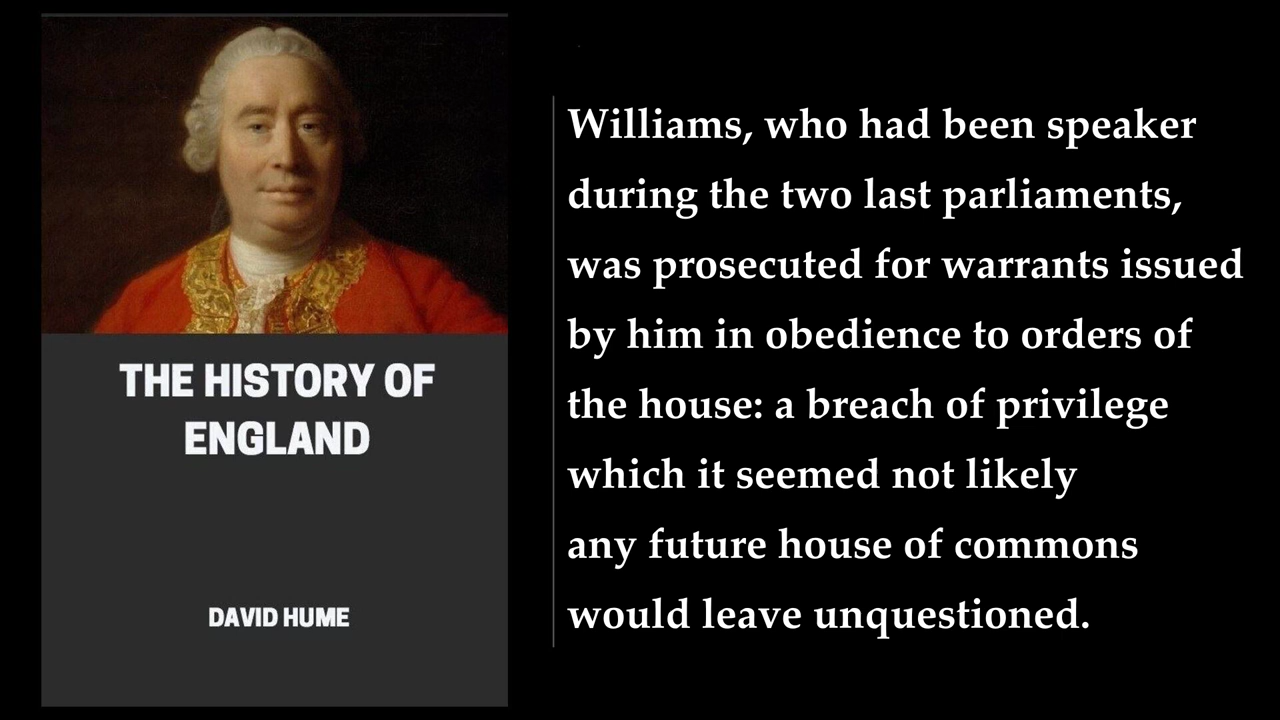 THE HISTORY OF
ENGLAND
DAVID HUME
Williams, who had been speaker
during the two last parliaments,
was prosecuted for warrants issued
by him in obedience to orders of
the house: a breach of privilege
which it seemed not likely
any future house of commons
would leave unquestioned.